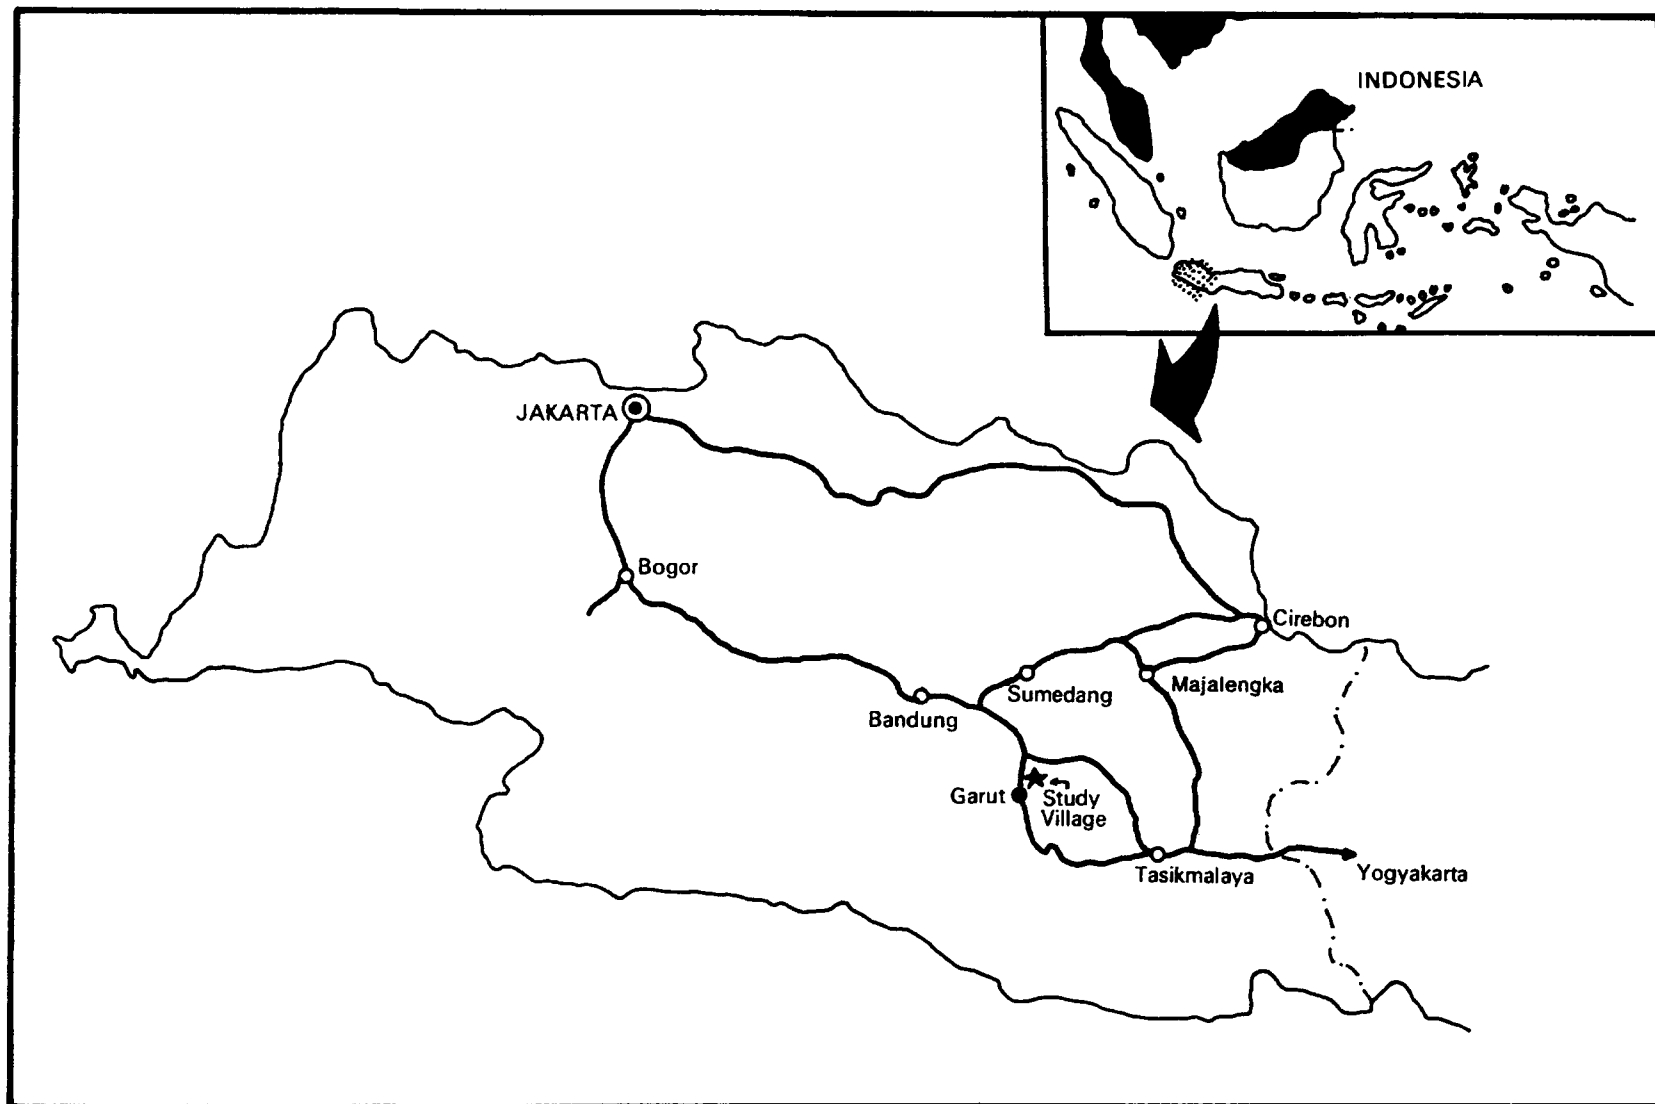 INDONESIA
JAKARTA
Bogor
Cirebon
Sumedang
Majalengka
Bandung
Garut
Study
Village
Tasikmalaya
Yogyakarta